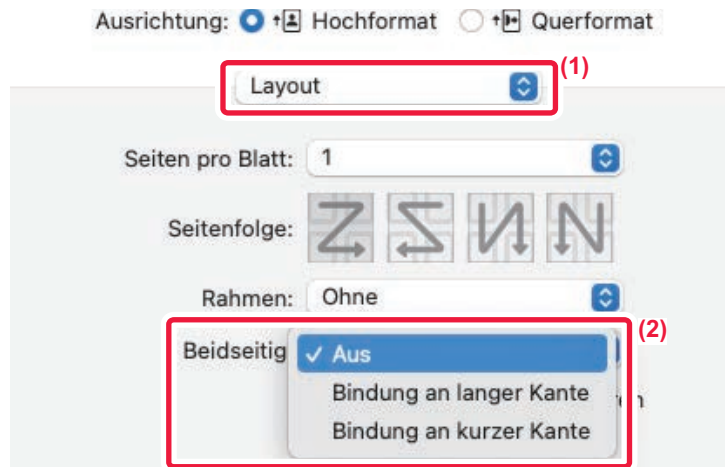 Ausrichtung: Hochformat Querformat
(1)
Layout
Seiten pro Blatt: 1
Seitenfolge:
Rahmen: Ohne
(2)
Beidseitig ✓ Aus
Bindung an langer Kante
Bindung an kurzer Kante